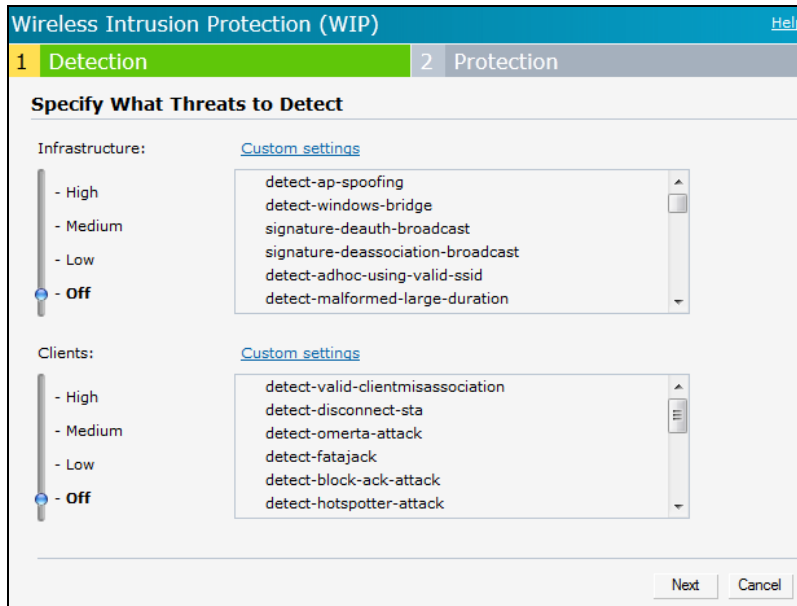 Wireless Intrusion Protection (WIP) Help
1 Detection 2 Protection
Specify What Threats to Detect
Infrastructure: Custom settings
- High
- Medium
- Low
- Off
detect-ap-spoofing
detect-windows-bridge
signature-deauth-broadcast
signature-deassociation-broadcast
detect-adhoc-using-valid-ssid
detect-malformed-large-duration
Clients: Custom settings
- High
- Medium
- Low
- Off
detect-valid-clientmisassociation
detect-disconnect-sta
detect-omerta-attack
detect-fatajack
detect-block-ack-attack
detect-hotspotter-attack
Next Cancel